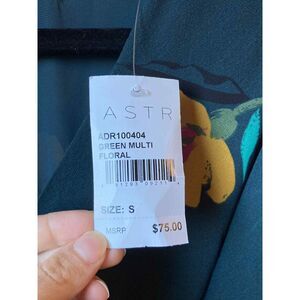 ASTR
ADR100404
GREEN MULTI
FLORAL
SIZE: S
MSRP $75.00